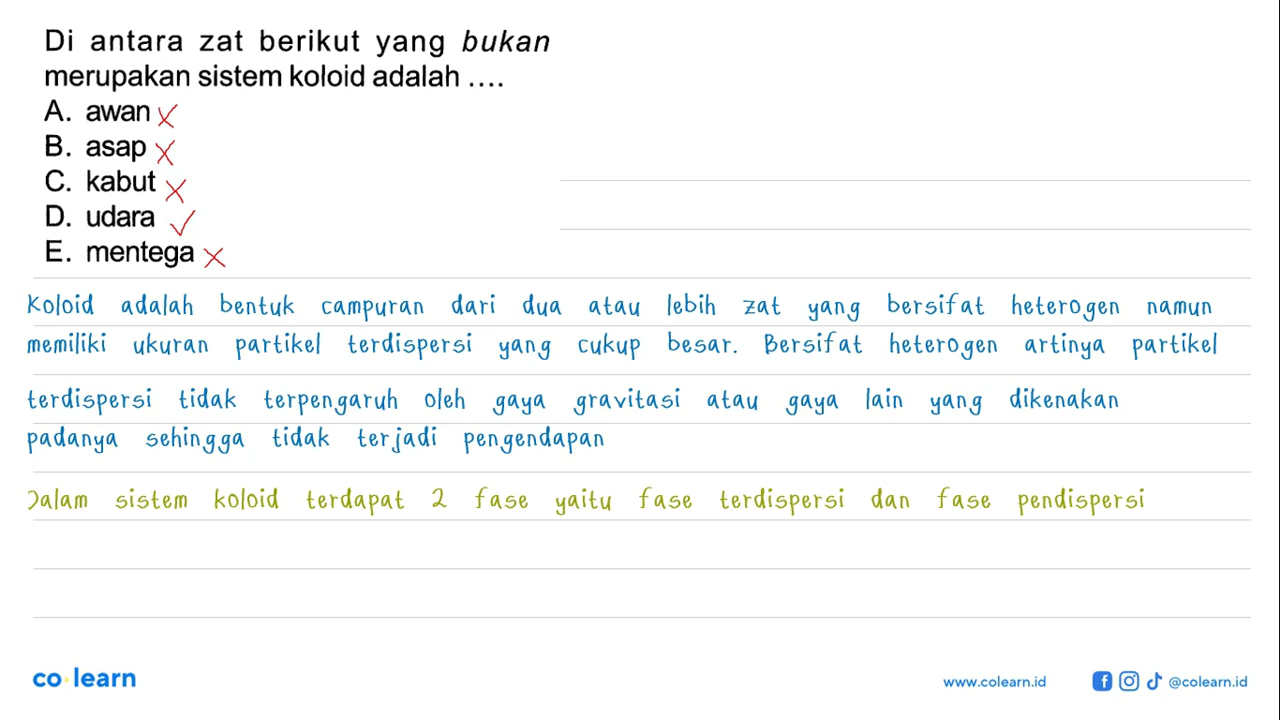 Di antara zat berikut yang bukan
merupakan sistem koloid adalah ....
A. awan ×
B. asap ×
C. kabut ×
D. udara ✓
E. mentega ×
Koloid adalah bentuk campuran dari dua atau lebih zat yang bersifat heterogen namun
memiliki ukuran partikel terdispersi yang cukup besar. Bersifat heterogen artinya partikel
terdispersi tidak terpengaruh oleh gaya gravitasi atau gaya lain yang dikenakan
padanya sehingga tidak terjadi pengendapan
Dalam sistem koloid terdapat 2 fase yaitu fase terdispersi dan fase pendispersi
co·learn
www.colearn.id
@colearn.id